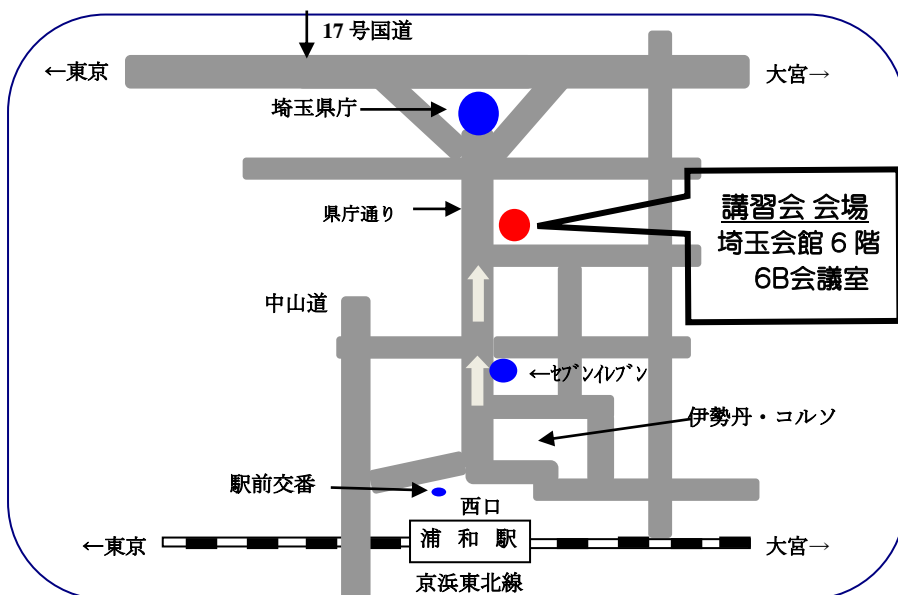 17 号国道
←東京
大宮→
埼玉県庁
県庁通り
講習会 会場
埼玉会館 6 階
6B会議室
中山道
←ｾﾌﾞﾝｲﾚﾌﾞﾝ
伊勢丹・コルソ
駅前交番
西口
浦 和 駅
←東京
大宮→
京浜東北線